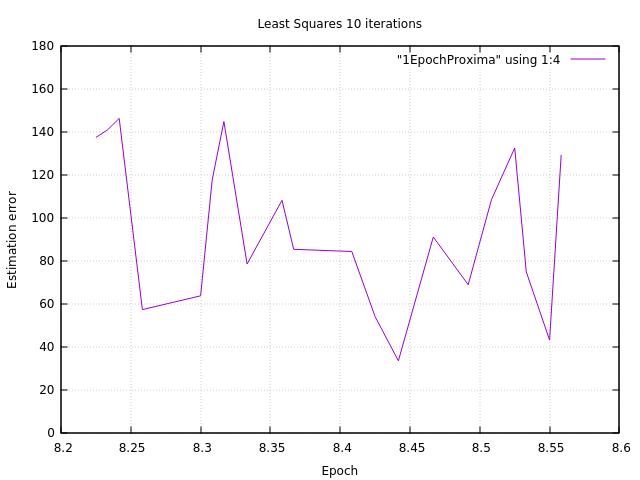 Least Squares 10 iterations
"1EpochProxima" using 1:4
180
160
140
120
100
80
60
40
20
0
Estimation error
8.2 8.25 8.3 8.35 8.4 8.45 8.5 8.55 8.6
Epoch